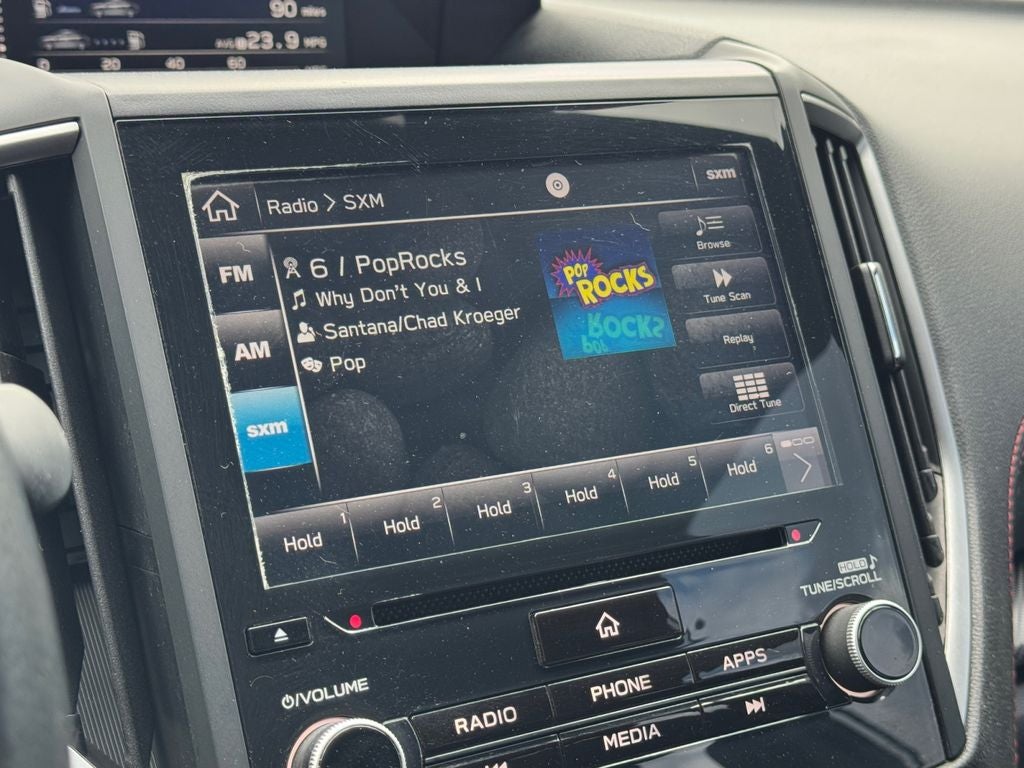 90 miles
AVG B 23.9 MPG
0 20 40 60
Radio > SXM
sxm
FM
6 / PopRocks
Why Don't You & I
Santana/Chad Kroeger
Pop
AM
sxm
POP
ROCKS
Browse
Tune Scan
Replay
Direct Tune
Hold 1
Hold 2
Hold 3
Hold 4
Hold 5
Hold 6
HOLD
TUNE/SCROLL
VOLUME
RADIO
PHONE
APPS
MEDIA